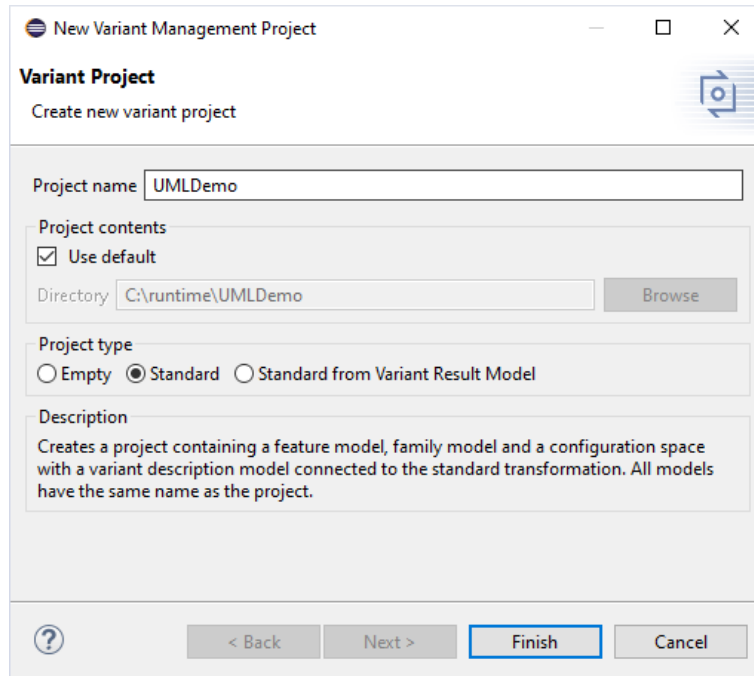 New Variant Management Project
Variant Project
Create new variant project
Project name UMLDemo
Project contents
Use default
Directory C:\runtime\UMLDemo Browse
Project type
Empty Standard Standard from Variant Result Model
Description
Creates a project containing a feature model, family model and a configuration space
with a variant description model connected to the standard transformation. All models
have the same name as the project.
? < Back Next > Finish Cancel